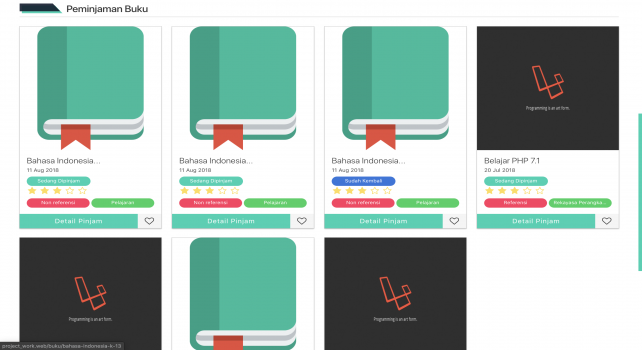 Peminjaman Buku
Programming is an art form.
Bahasa Indonesia...
11 Aug 2018
Sedang Dipinjam
Non referensi
Pelajaran
Detail Pinjam
Bahasa Indonesia...
11 Aug 2018
Sedang Dipinjam
Non referensi
Pelajaran
Detail Pinjam
Bahasa Indonesia...
11 Aug 2018
Sudah Kembali
Non referensi
Pelajaran
Detail Pinjam
Belajar PHP 7.1
20 Jul 2018
Sedang Dipinjam
Referensi
Rekayasa Perangka...
Detail Pinjam
Programming is an art form.
Programming is an art form.
project_work.web/buku/bahasa-indonesia-k-13